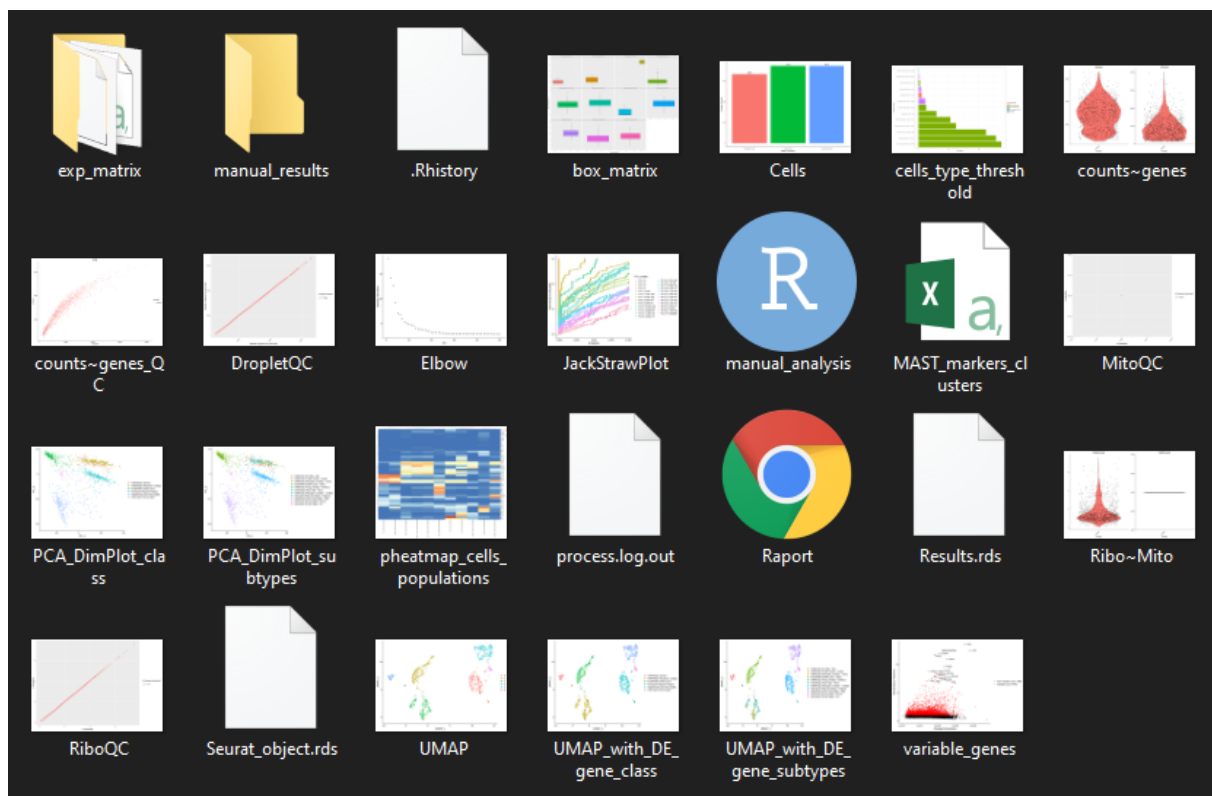 exp_matrix
manual_results
.Rhistory
box_matrix
Cells
cells_type_thresh
old
counts~genes
counts~genes_Q
C
DropletQC
Elbow
JackStrawPlot
R
manual_analysis
X
a,
MAST_markers_cl
usters
MitoQC
PCA_DimPlot_cla
ss
PCA_DimPlot_su
btypes
pheatmap_cells_
populations
process.log.out
Raport
Results.rds
Ribo~Mito
RiboQC
Seurat_object.rds
UMAP
UMAP_with_DE_
gene_class
UMAP_with_DE_
gene_subtypes
variable_genes